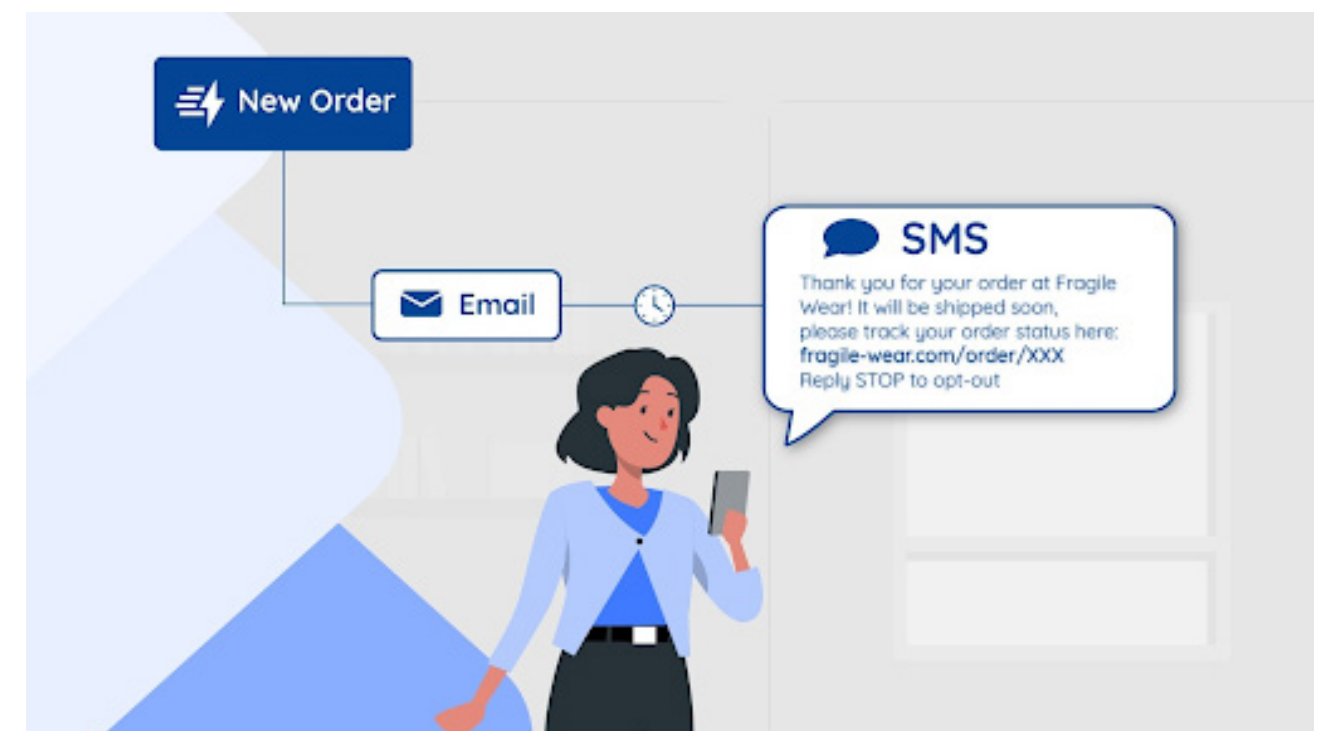 New Order
Email
SMS
Thank you for your order at Fragile
Wear! It will be shipped soon,
please track your order status here:
fragile-wear.com/order/XXX
Reply STOP to opt-out